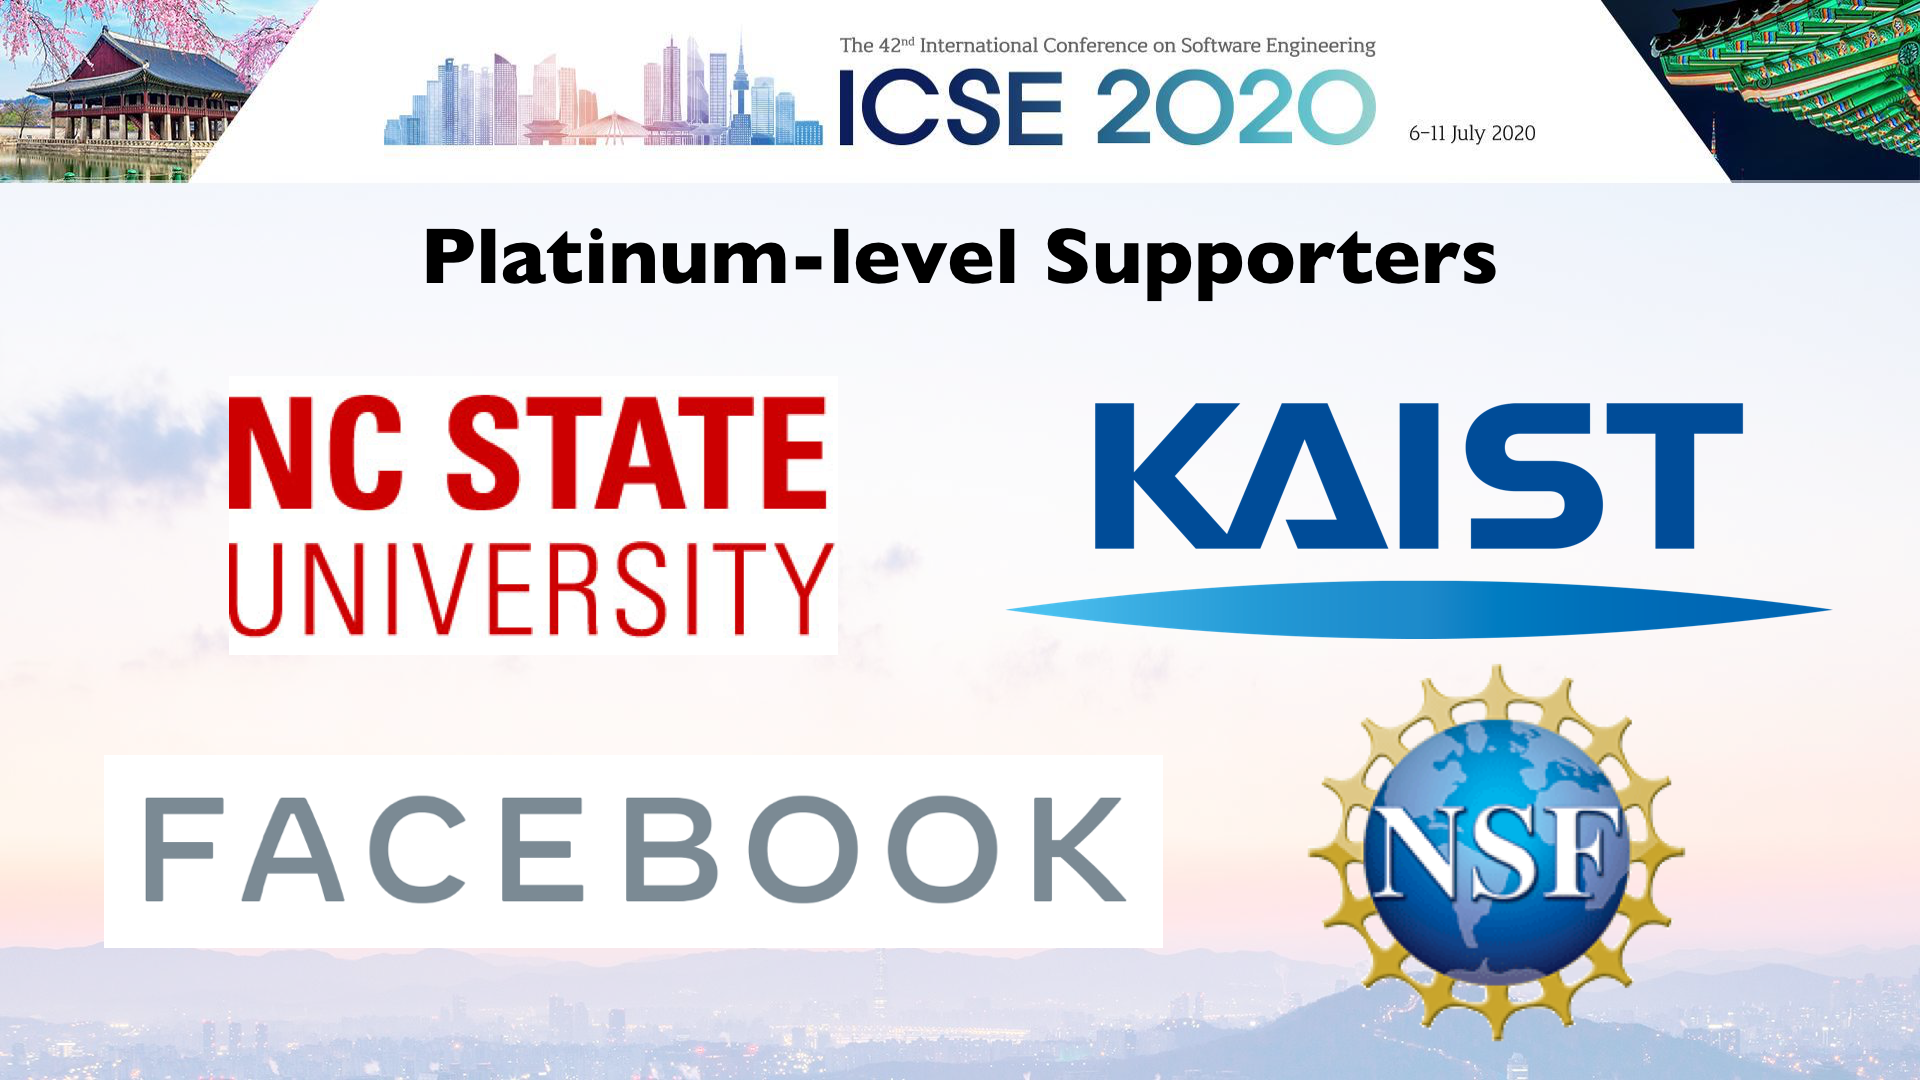 The 42nd International Conference on Software Engineering
ICSE 2020
6-11 July 2020
Platinum-level Supporters
NC STATE
UNIVERSITY
KAIST
FACEBOOK
NSF